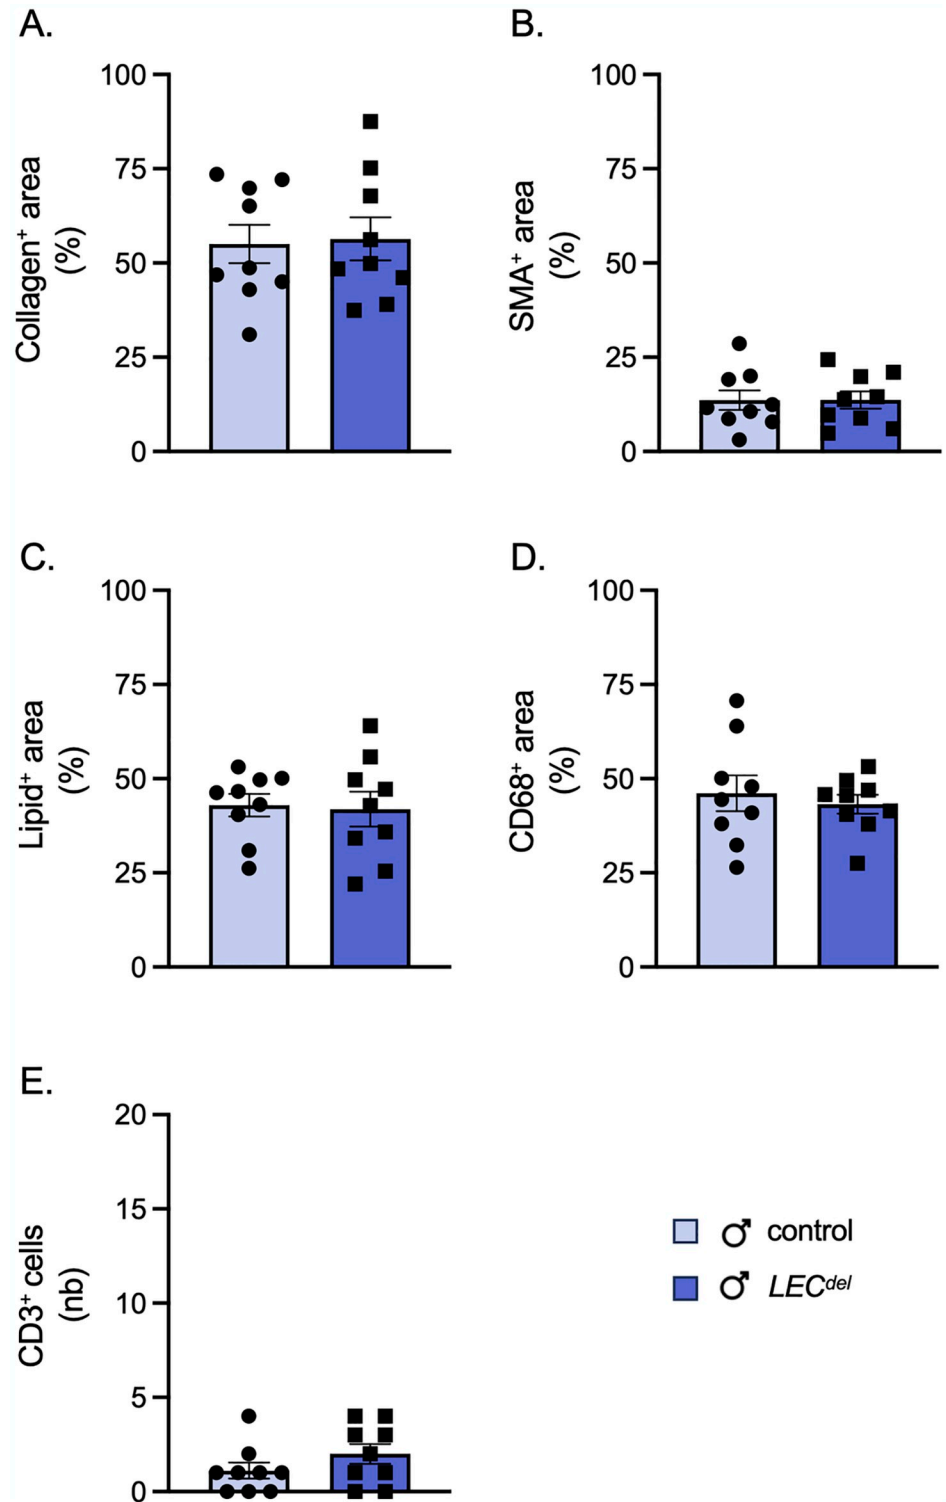 A.
100
75
50
25
0
Collagen⁺ area
(%)
B.
100
75
50
25
0
SMA⁺ area
(%)
C.
100
75
50
25
0
Lipid⁺ area
(%)
D.
100
75
50
25
0
CD68⁺ area
(%)
E.
20
15
10
5
0
CD3⁺ cells
(nb)
♂ control
♂ LECᵈᵉˡ